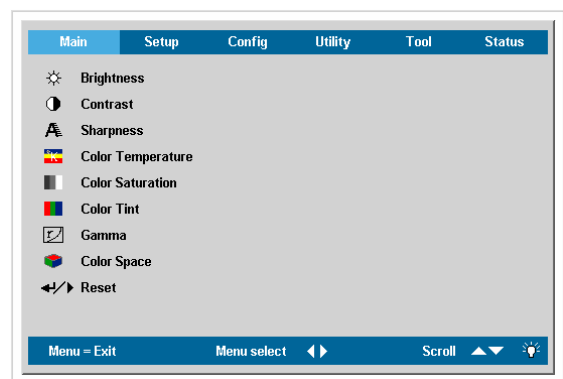 Main Setup Config Utility Tool Status
Brightness
Contrast
Sharpness
°K
Color Temperature
Color Saturation
Color Tint
Gamma
Color Space
Reset
Menu = Exit Menu select Scroll